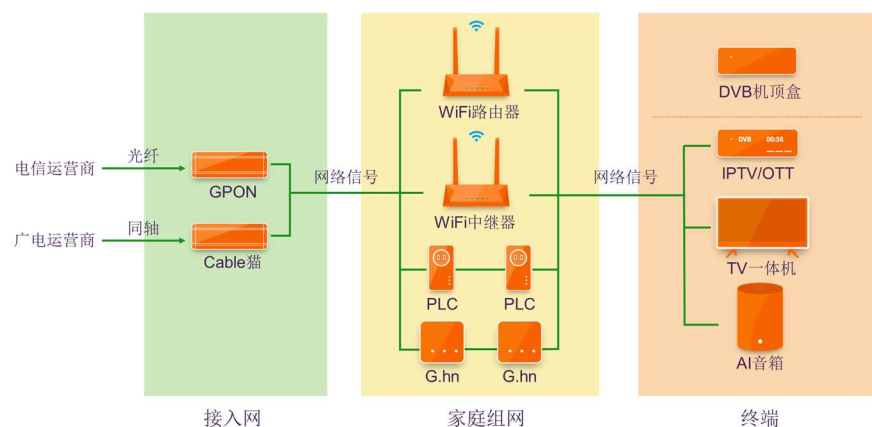 电信运营商
光纤
广电运营商
同轴
GPON
Cable猫
接入网
网络信号
WiFi路由器
WiFi中继器
PLC
PLC
G.hn
G.hn
家庭组网
网络信号
DVB机顶盒
DVB 00:56
IPTV/OTT
TV一体机
AI音箱
终端